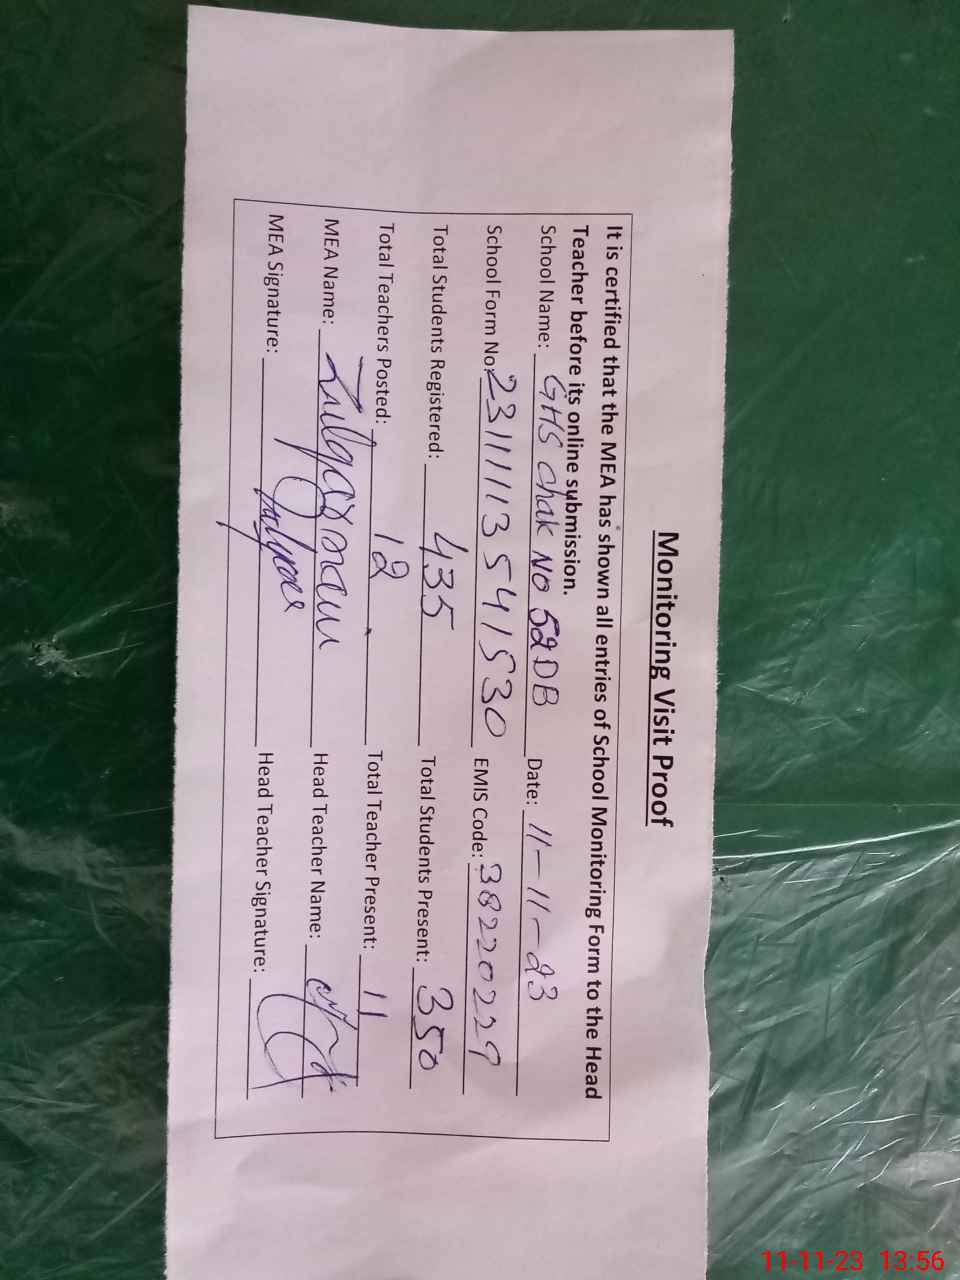 Monitoring Visit Proof
It is certified that the MEA has shown all entries of School Monitoring Form to the Head
Teacher before its online submission.
School Name: GHS Chak No 52DB Date: 11-11-23
School Form No: 23111113541530 EMIS Code: 38220229
Total Students Registered: 435 Total Students Present: 350
Total Teachers Posted: 12 Total Teacher Present: 11
MEA Name: Head Teacher Name:
MEA Signature: Head Teacher Signature:
11-11-23 13:56